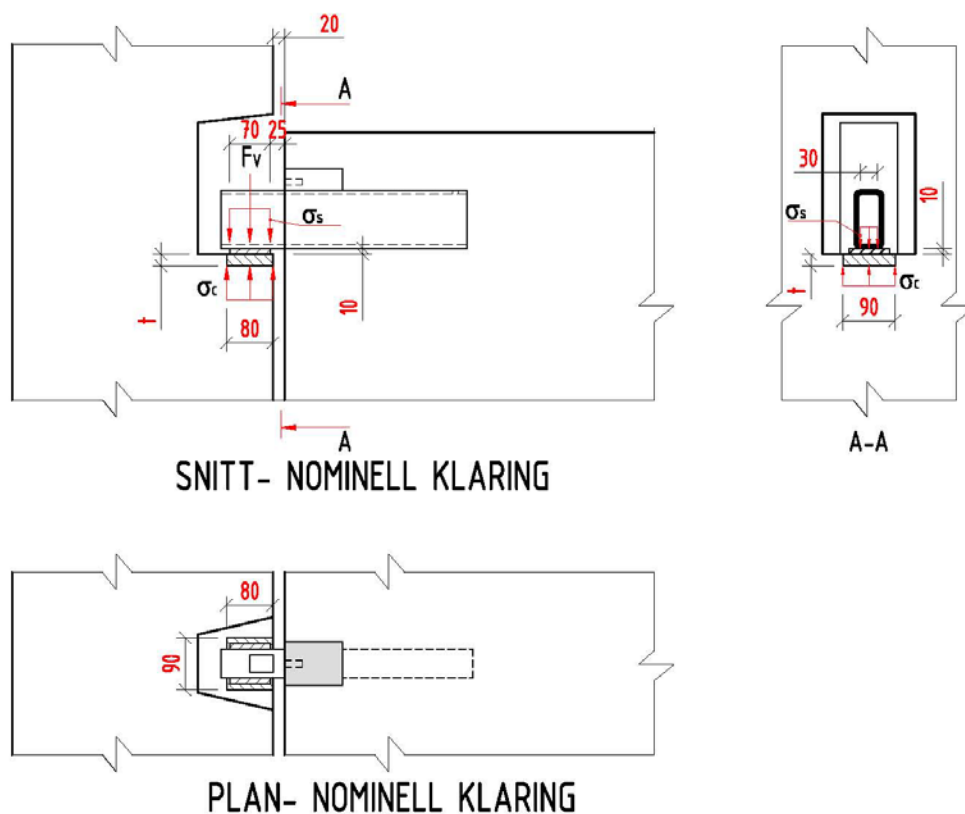 20
A
70 25
Fv
σs
t
10
80
A
30
10
σs
σc
t
σc
90
A-A
SNITT- NOMINELL KLARING
80
90
PLAN- NOMINELL KLARING